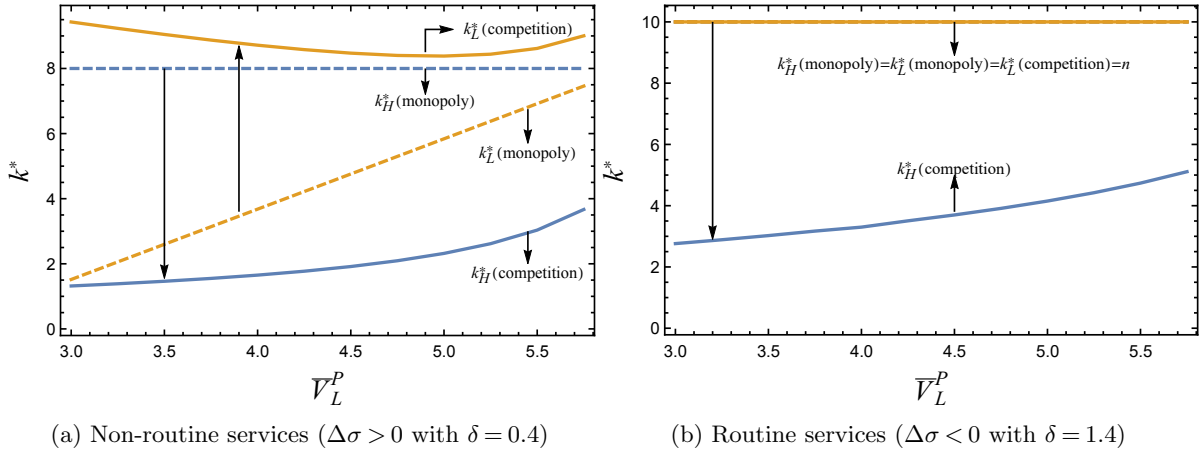 10
8
6
4
2
0
k*
k*_L(competition)
k*_H(monopoly)
k*_L(monopoly)
k*_H(competition)
3.0 3.5 4.0 4.5 5.0 5.5
V̅^P_L
(a) Non-routine services (Δσ > 0 with δ = 0.4)
10
8
6
4
2
0
k*
k*_H(monopoly)=k*_L(monopoly)=k*_L(competition)=n
k*_H(competition)
3.0 3.5 4.0 4.5 5.0 5.5
V̅^P_L
(b) Routine services (Δσ < 0 with δ = 1.4)